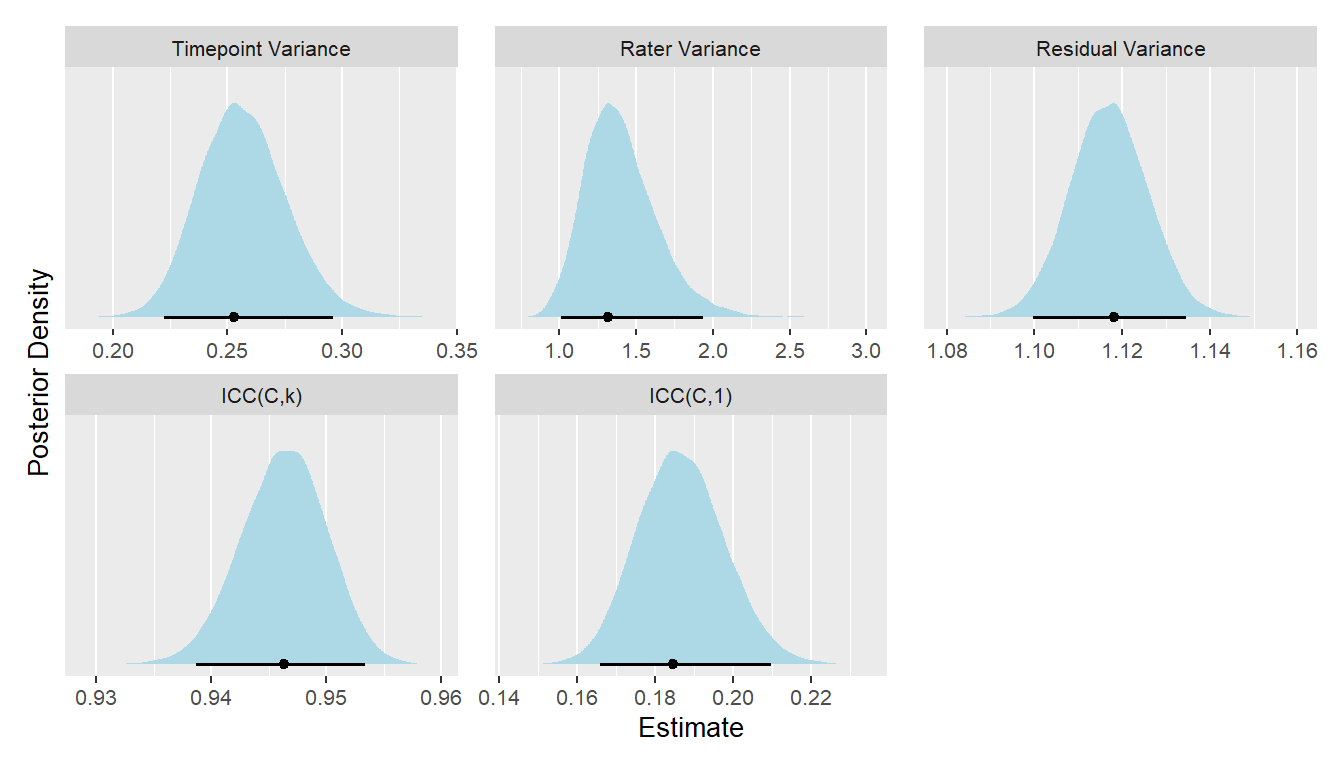 Timepoint Variance
Rater Variance
Residual Variance
0.20 0.25 0.30 0.35
1.0 1.5 2.0 2.5 3.0
1.08 1.10 1.12 1.14 1.16
Posterior Density
ICC(C,k)
ICC(C,1)
0.93 0.94 0.95 0.96
0.14 0.16 0.18 0.20 0.22
Estimate